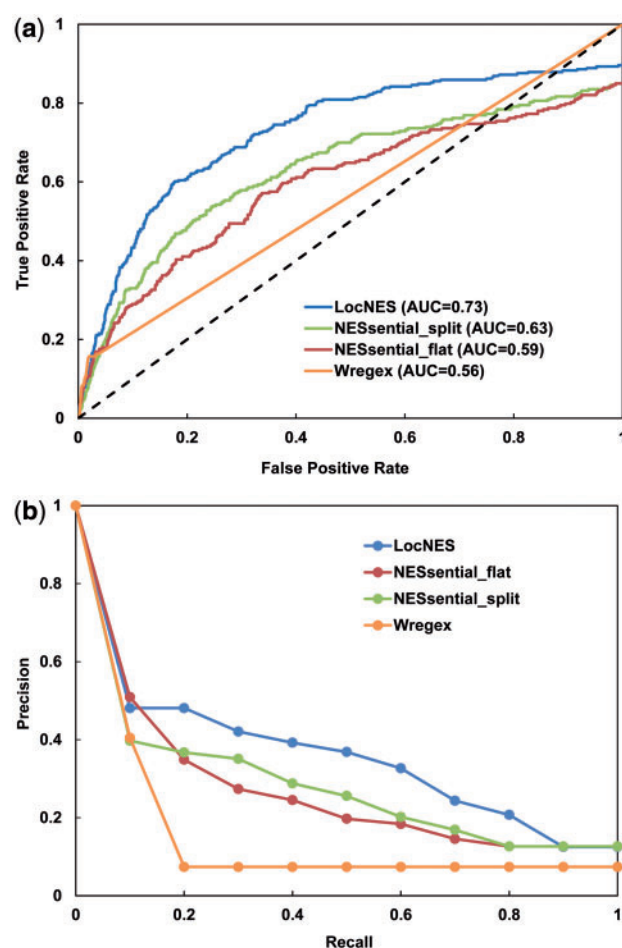 (a)
1
0.8
0.6
0.4
0.2
0
True Positive Rate
LocNES (AUC=0.73)
NESsential_split (AUC=0.63)
NESsential_flat (AUC=0.59)
Wregex (AUC=0.56)
0 0.2 0.4 0.6 0.8 1
False Positive Rate
(b)
1
0.8
0.6
0.4
0.2
0
Precision
LocNES
NESsential_flat
NESsential_split
Wregex
0 0.2 0.4 0.6 0.8 1
Recall